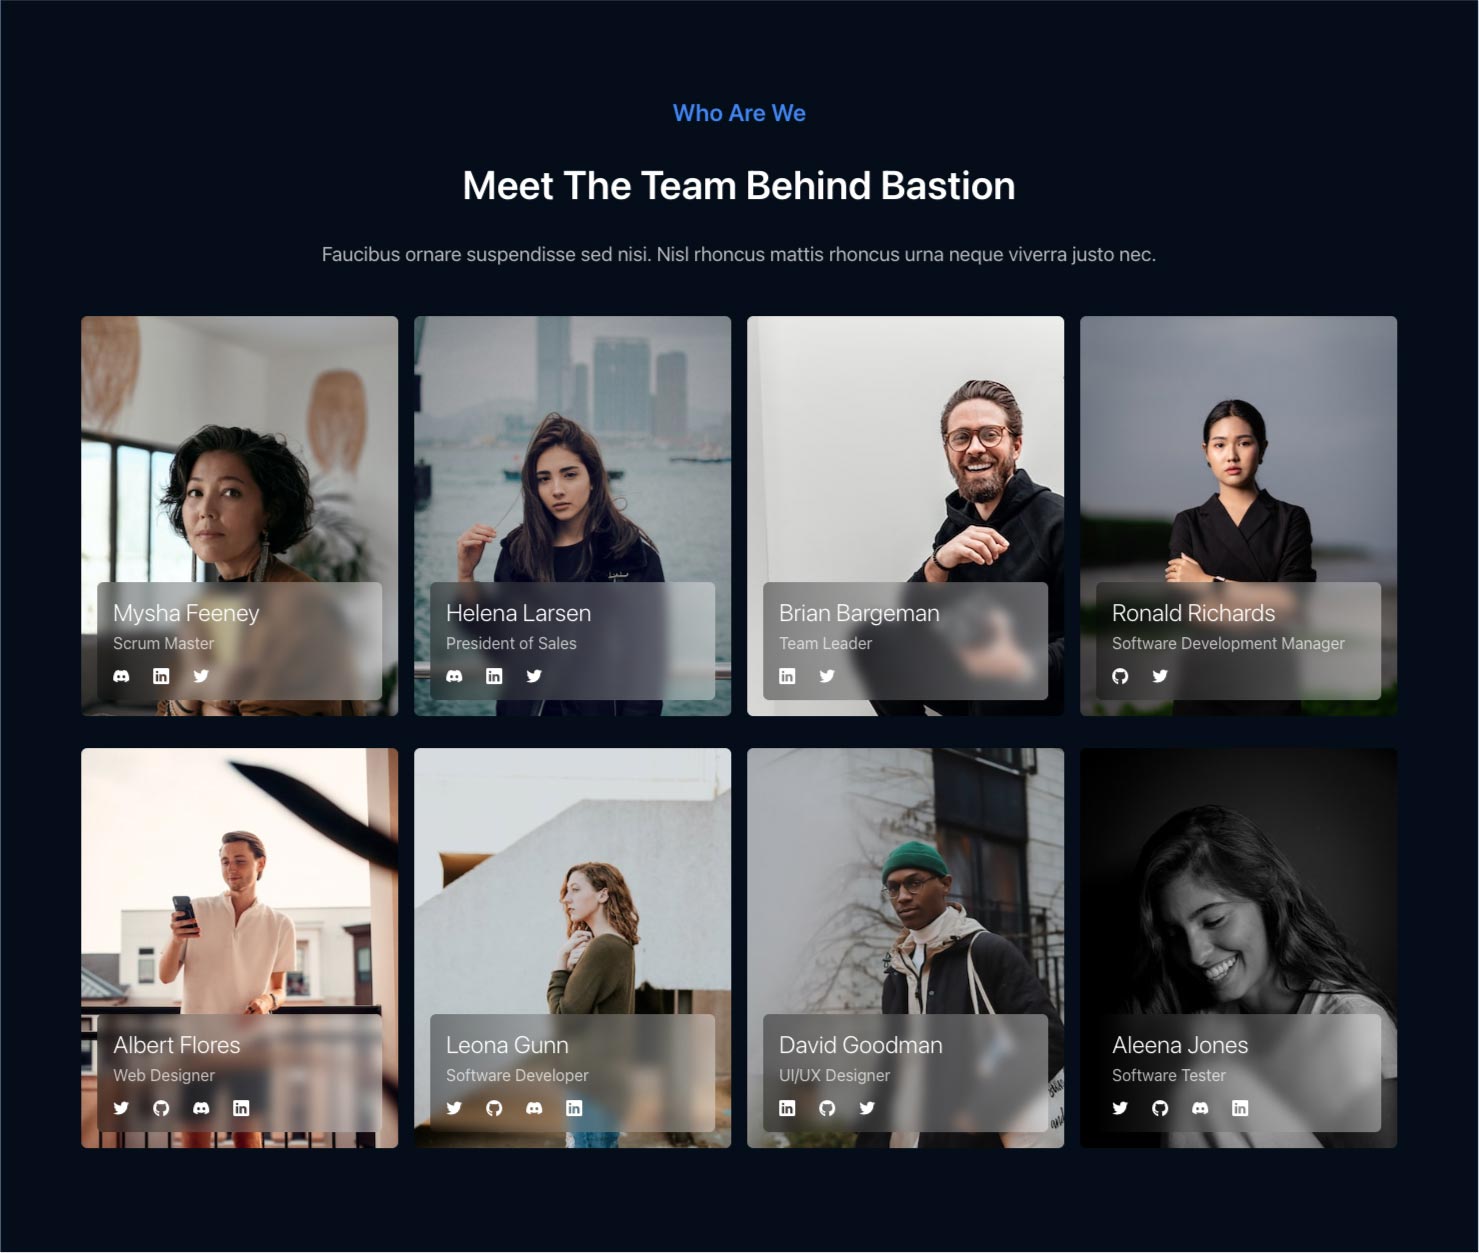 Who Are We
Meet The Team Behind Bastion
Faucibus ornare suspendisse sed nisi. Nisl rhoncus mattis rhoncus urna neque viverra justo nec.
Mysha Feeney
Scrum Master
Helena Larsen
President of Sales
Brian Bargeman
Team Leader
Ronald Richards
Software Development Manager
Albert Flores
Web Designer
Leona Gunn
Software Developer
David Goodman
UI/UX Designer
Aleena Jones
Software Tester